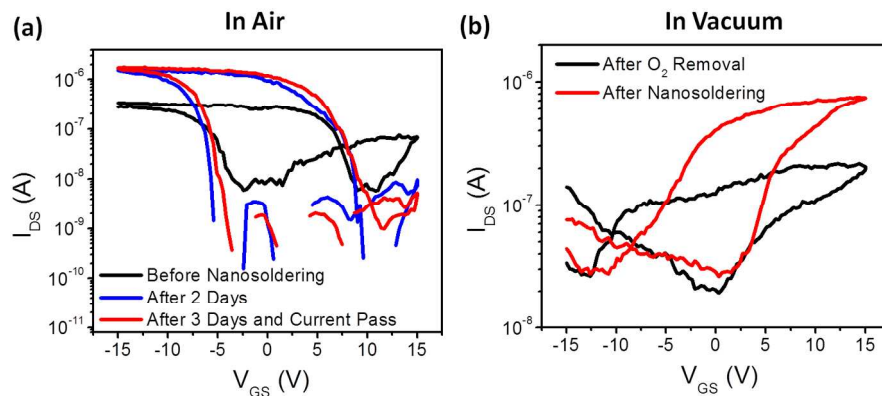 In Air
In Vacuum
(a)
(b)
10⁻⁶
10⁻⁷
10⁻⁸
10⁻⁹
10⁻¹⁰
10⁻¹¹
I_DS (A)
Before Nanosoldering
After 2 Days
After 3 Days and Current Pass
-15 -10 -5 0 5 10 15
V_GS (V)
After O₂ Removal
After Nanosoldering
10⁻⁶
10⁻⁷
10⁻⁸
I_DS (A)
-15 -10 -5 0 5 10 15
V_GS (V)